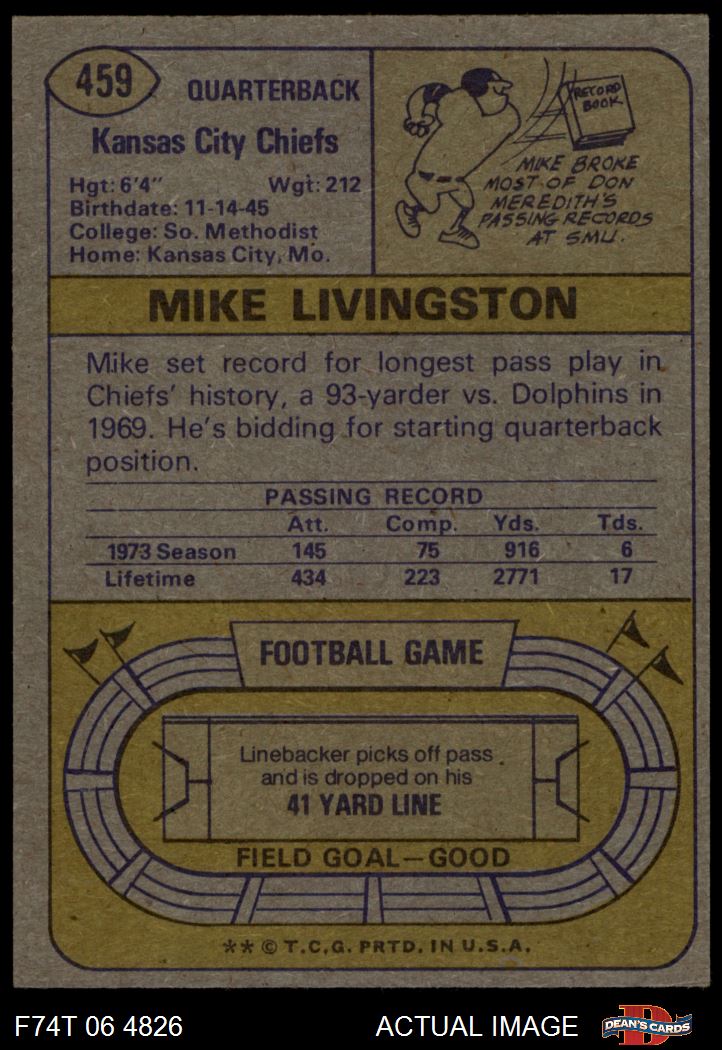 459
QUARTERBACK
Kansas City Chiefs
Hgt: 6'4" Wgt: 212
Birthdate: 11-14-45
College: So. Methodist
Home: Kansas City, Mo.
RECORD
BOOK
MIKE BROKE
MOST OF DON
MEREDITH'S
PASSING RECORDS
AT SMU.
MIKE LIVINGSTON
Mike set record for longest pass play in
Chiefs' history, a 93-yarder vs. Dolphins in
1969. He's bidding for starting quarterback
position.
PASSING RECORD
Att. Comp. Yds. Tds.
1973 Season 145 75 916 6
Lifetime 434 223 2771 17
FOOTBALL GAME
Linebacker picks off pass
and is dropped on his
41 YARD LINE
FIELD GOAL—GOOD
** © T.C.G. PRTD. IN U.S.A.
F74T 06 4826 ACTUAL IMAGE
D
DEAN'S CARDS